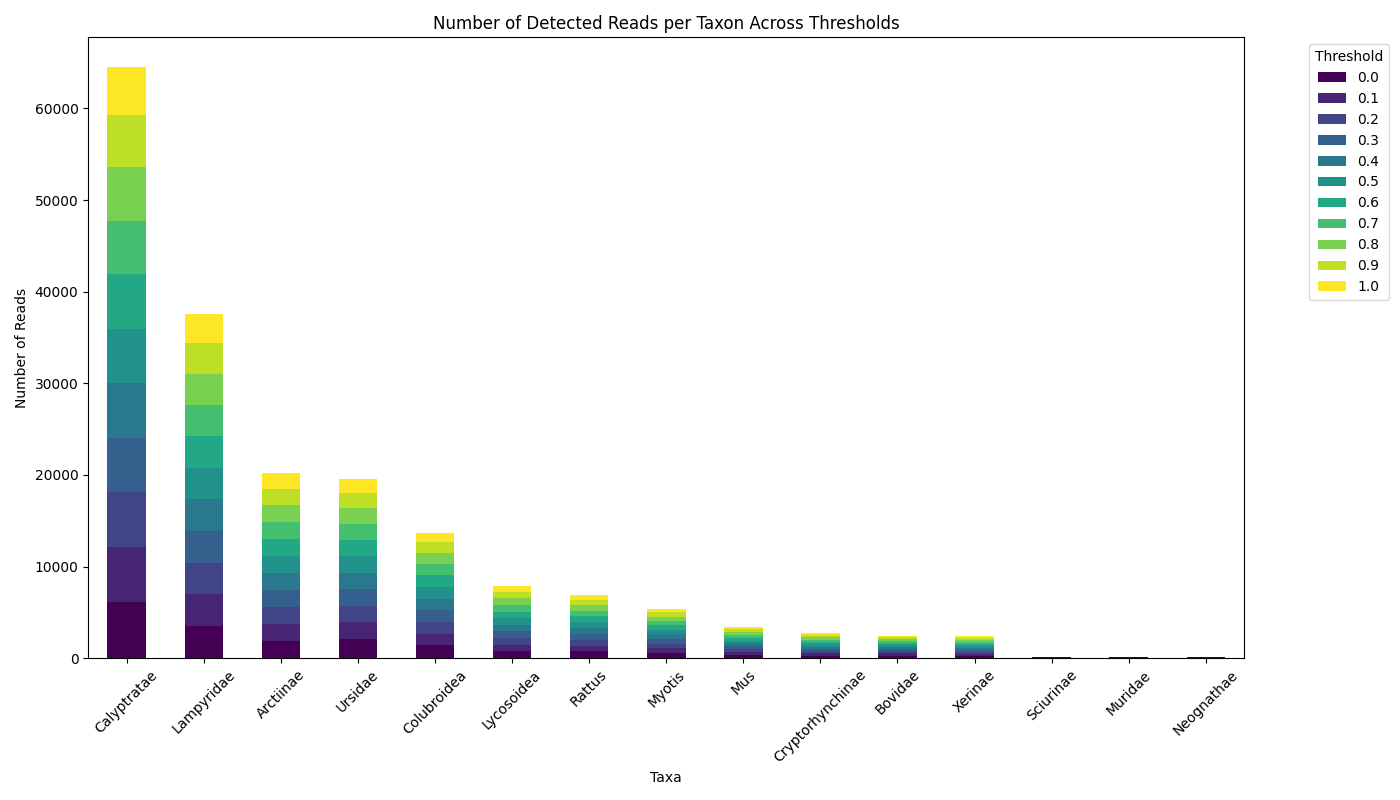 Number of Detected Reads per Taxon Across Thresholds
Number of Reads
60000
50000
40000
30000
20000
10000
0
Calyptratae
Lampyridae
Arctiinae
Ursidae
Colubroidea
Lycosoidea
Rattus
Myotis
Mus
Cryptorhynchinae
Bovidae
Xerinae
Sciurinae
Muridae
Neognathae
Taxa
Threshold
0.0
0.1
0.2
0.3
0.4
0.5
0.6
0.7
0.8
0.9
1.0